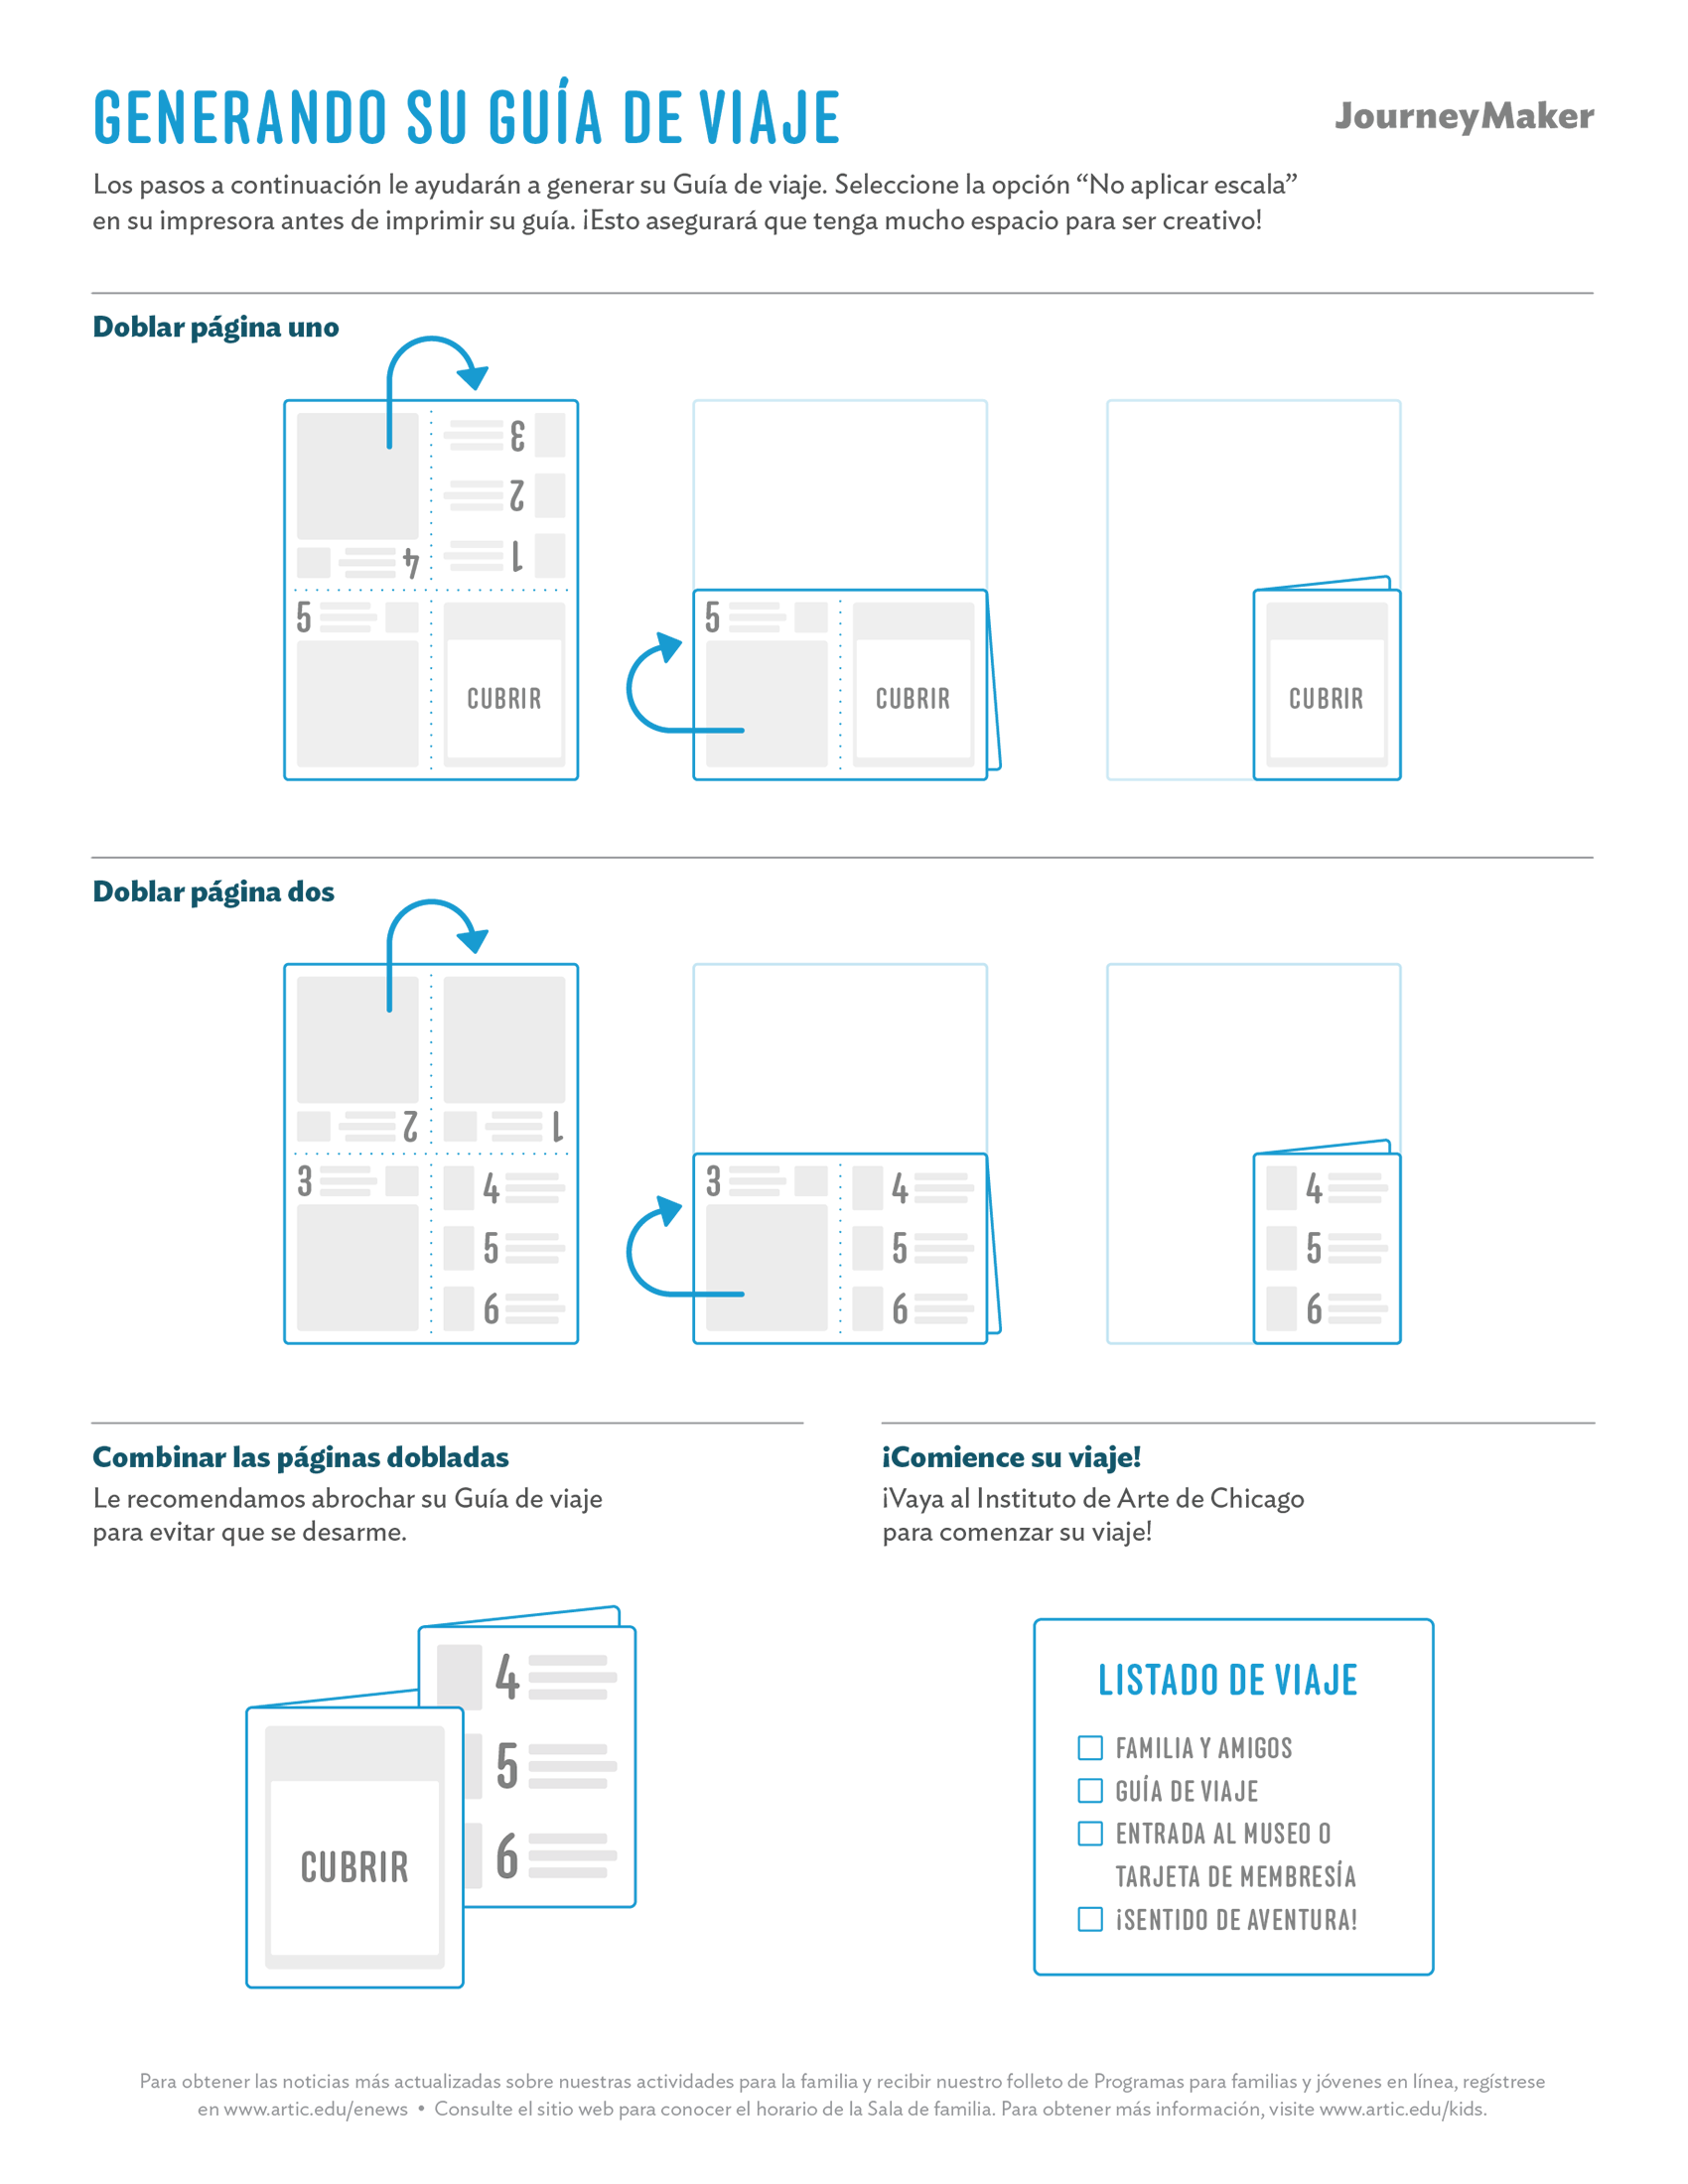 GENERANDO SU GUÍA DE VIAJE
JourneyMaker
Los pasos a continuación le ayudarán a generar su Guía de viaje. Seleccione la opción “No aplicar escala”
en su impresora antes de imprimir su guía. ¡Esto asegurará que tenga mucho espacio para ser creativo!
Doblar página uno
3
2
1
4
5
CUBRIR
5
CUBRIR
CUBRIR
Doblar página dos
2
1
3
4
5
6
3
4
5
6
4
5
6
Combinar las páginas dobladas
Le recomendamos abrochar su Guía de viaje
para evitar que se desarme.
4
5
6
CUBRIR
¡Comience su viaje!
¡Vaya al Instituto de Arte de Chicago
para comenzar su viaje!
LISTADO DE VIAJE
FAMILIA Y AMIGOS
GUÍA DE VIAJE
ENTRADA AL MUSEO O
TARJETA DE MEMBRESÍA
¡SENTIDO DE AVENTURA!
Para obtener las noticias más actualizadas sobre nuestras actividades para la familia y recibir nuestro folleto de Programas para familias y jóvenes en línea, regístrese
en www.artic.edu/enews • Consulte el sitio web para conocer el horario de la Sala de familia. Para obtener más información, visite www.artic.edu/kids.